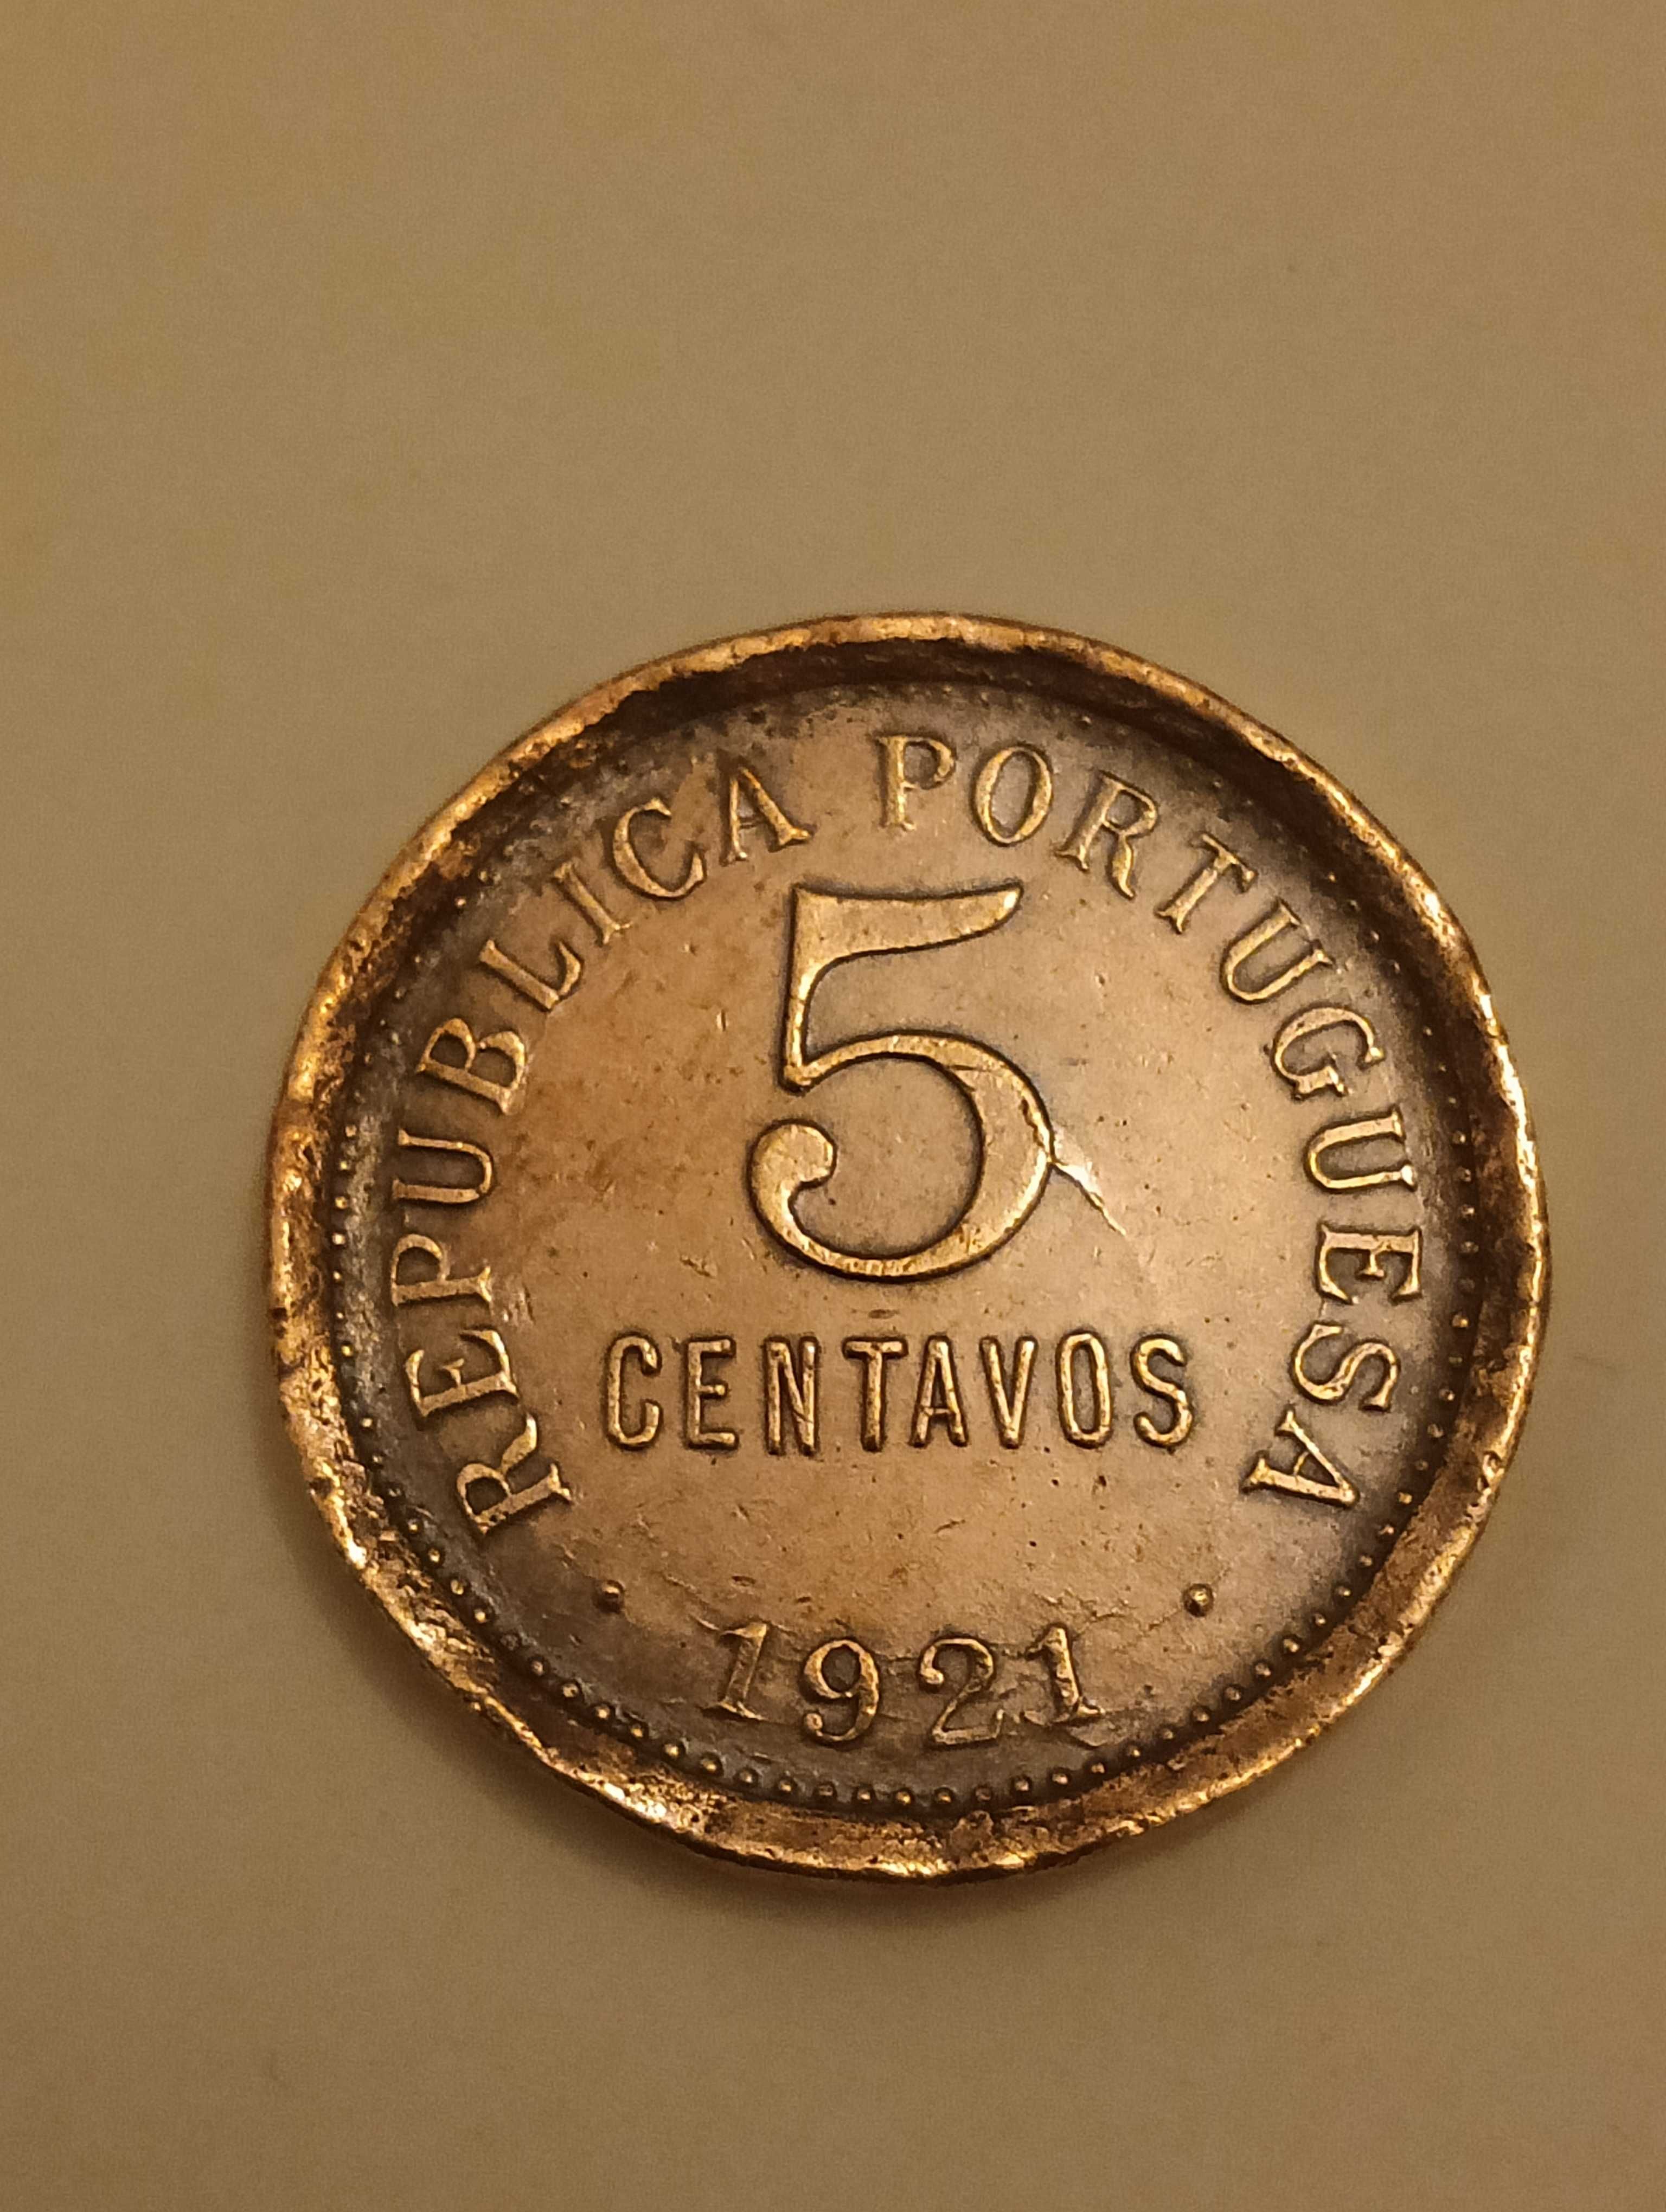 REPUBLICA PORTUGUESA
5
CENTAVOS
1921